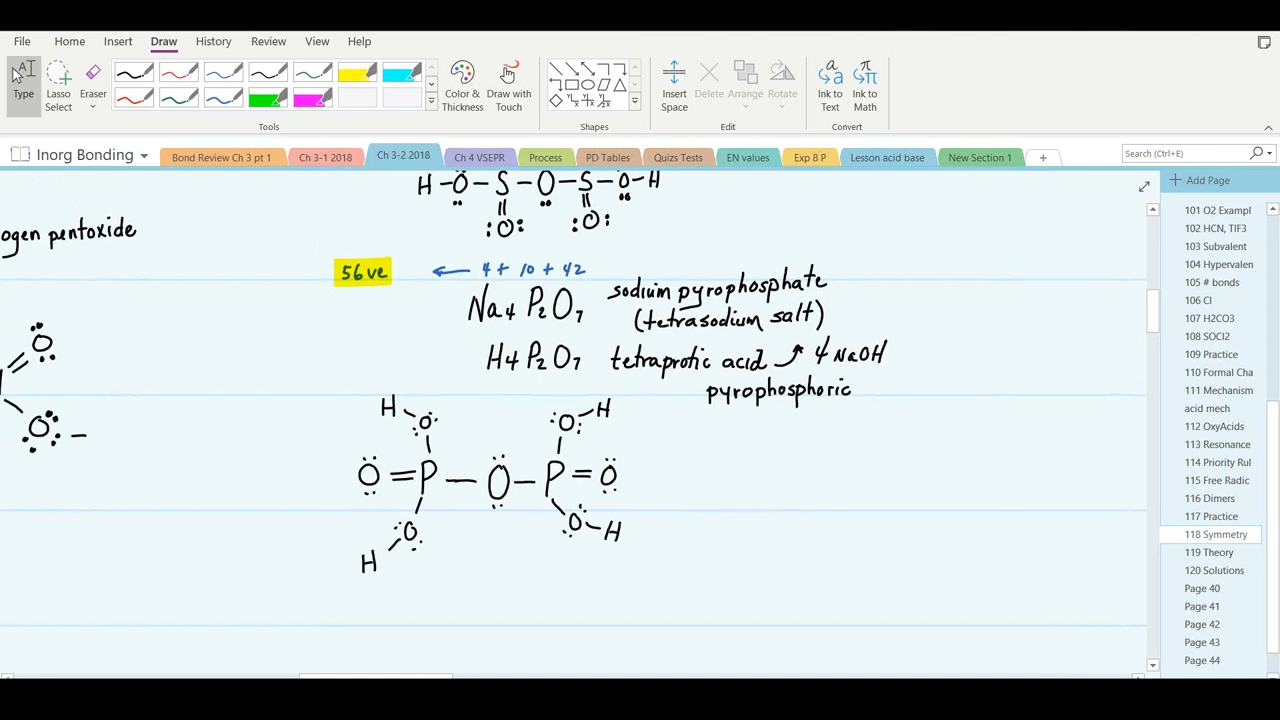 File Home Insert Draw History Review View Help
Type
Lasso Select
Eraser
Color & Thickness
Draw with Touch
Insert Space
Delete
Arrange
Rotate
Ink to Text
Ink to Math
Tools Shapes Edit Convert
Inorg Bonding
Bond Review Ch 3 pt 1 Ch 3-1 2018 Ch 3-2 2018 Ch 4 VSEPR Process PD Tables Quizs Tests EN values Exp 8 P Lesson acid base New Section 1 +
Search (Ctrl+E)
H - O - S - O - S - O - H
O O
ogen pentoxide
56 ve ← 4 + 10 + 42
Na4 P2O7 sodium pyrophosphate
(tetrasodium salt)
H4 P2O7 tetraprotic acid ↗ 4 NaOH
pyrophosphoric
O
O -
H O O H
O = P - O - P = O
O O - H
H
Add Page
101 O2 Exampl
102 HCN, TIF3
103 Subvalent
104 Hypervalen
105 # bonds
106 CI
107 H2CO3
108 SOCl2
109 Practice
110 Formal Cha
111 Mechanism
acid mech
112 OxyAcids
113 Resonance
114 Priority Rul
115 Free Radic
116 Dimers
117 Practice
118 Symmetry
119 Theory
120 Solutions
Page 40
Page 41
Page 42
Page 43
Page 44